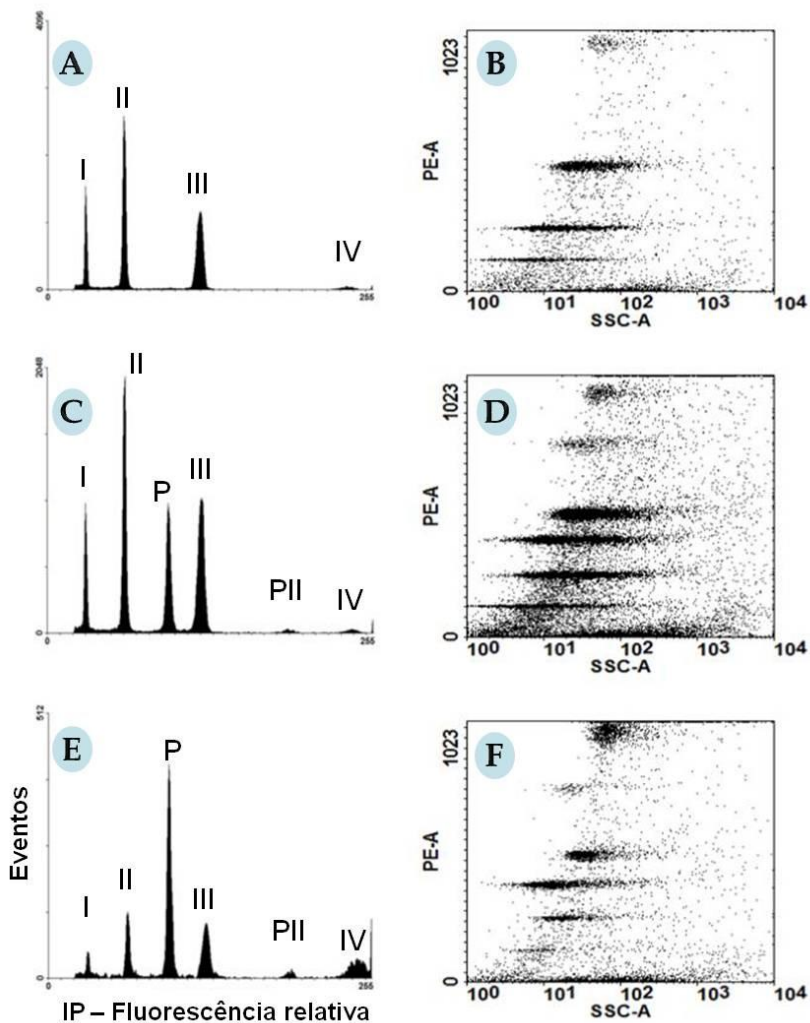 4096
A
I
II
III
IV
0
255
B
PE-A
1023
0
10⁰ 10¹ 10² 10³ 10⁴
SSC-A
2048
C
I
II
P
III
PII
IV
0
0
255
D
PE-A
1023
0
10⁰ 10¹ 10² 10³ 10⁴
SSC-A
512
E
Eventos
I
II
P
III
PII
IV
0
0
255
IP – Fluorescência relativa
F
PE-A
1023
0
10⁰ 10¹ 10² 10³ 10⁴
SSC-A